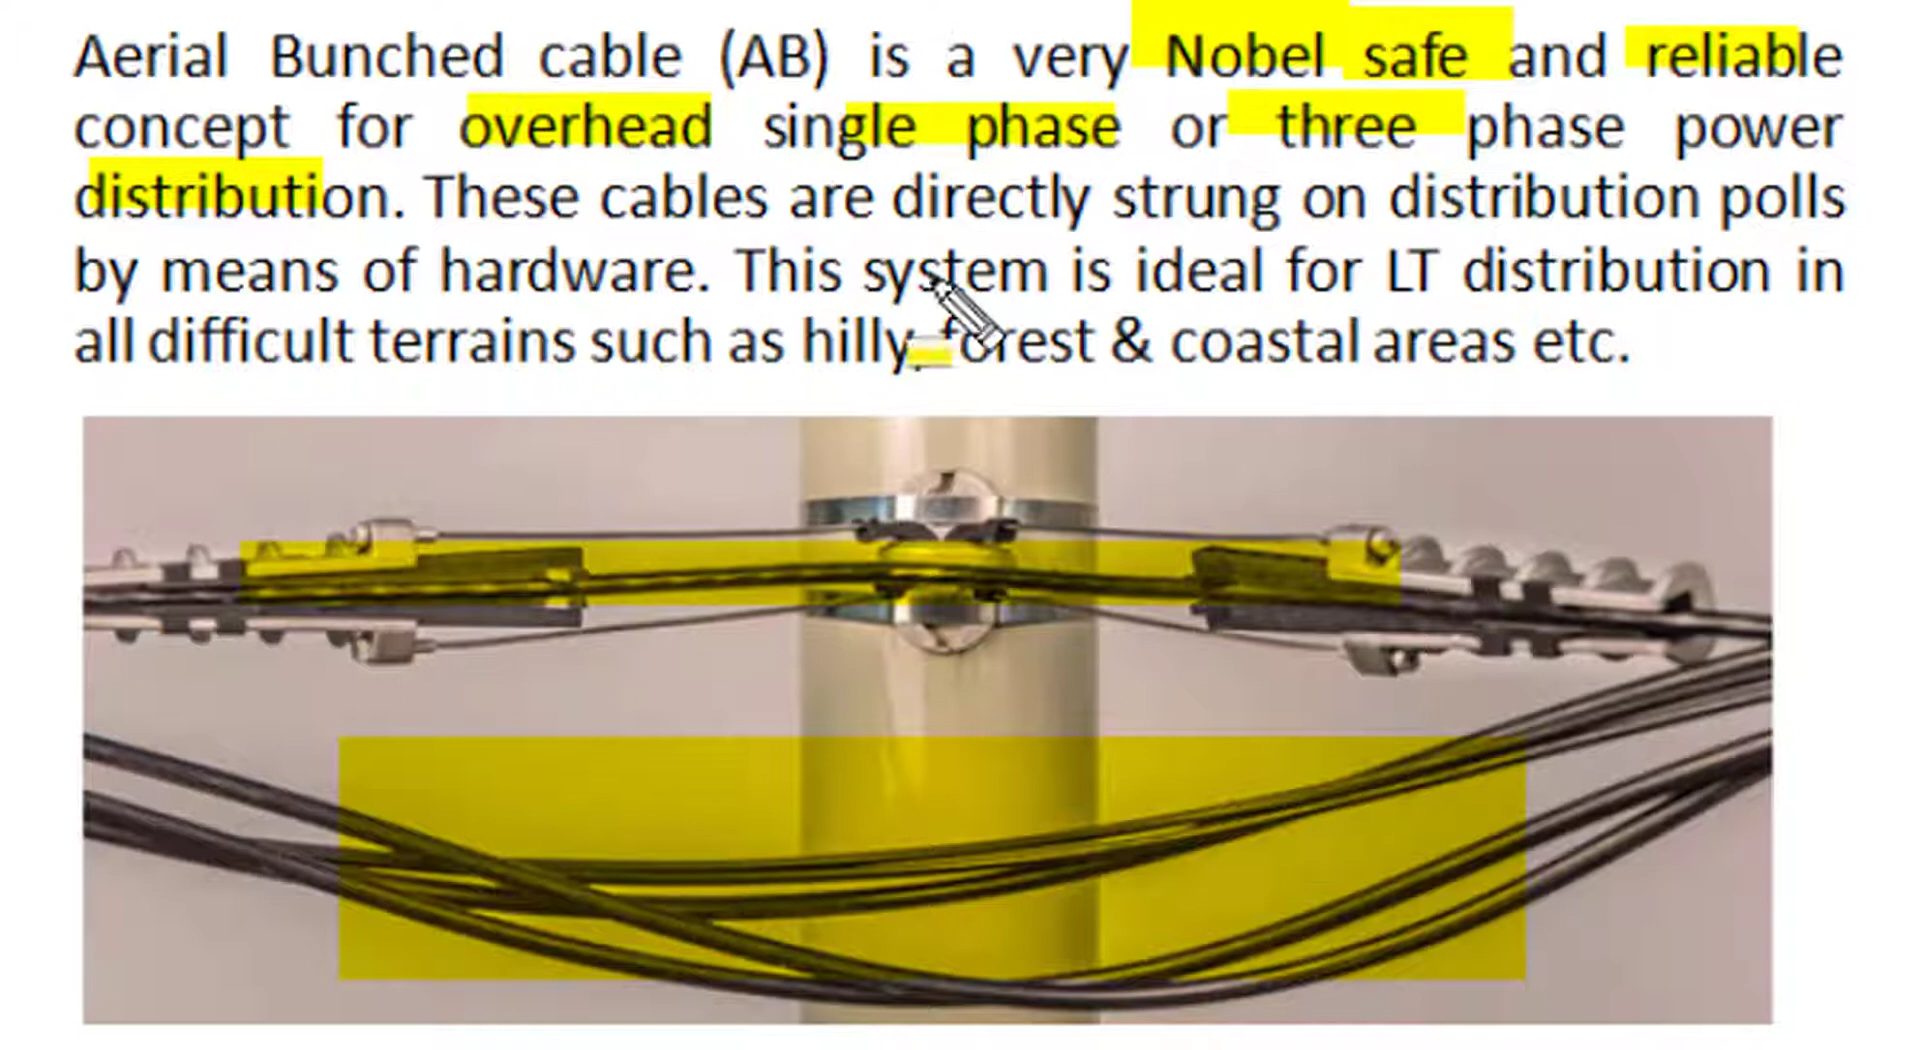 Aerial Bunched cable (AB) is a very Nobel safe and reliable
concept for overhead single phase or three phase power
distribution. These cables are directly strung on distribution polls
by means of hardware. This system is ideal for LT distribution in
all difficult terrains such as hilly, forest & coastal areas etc.